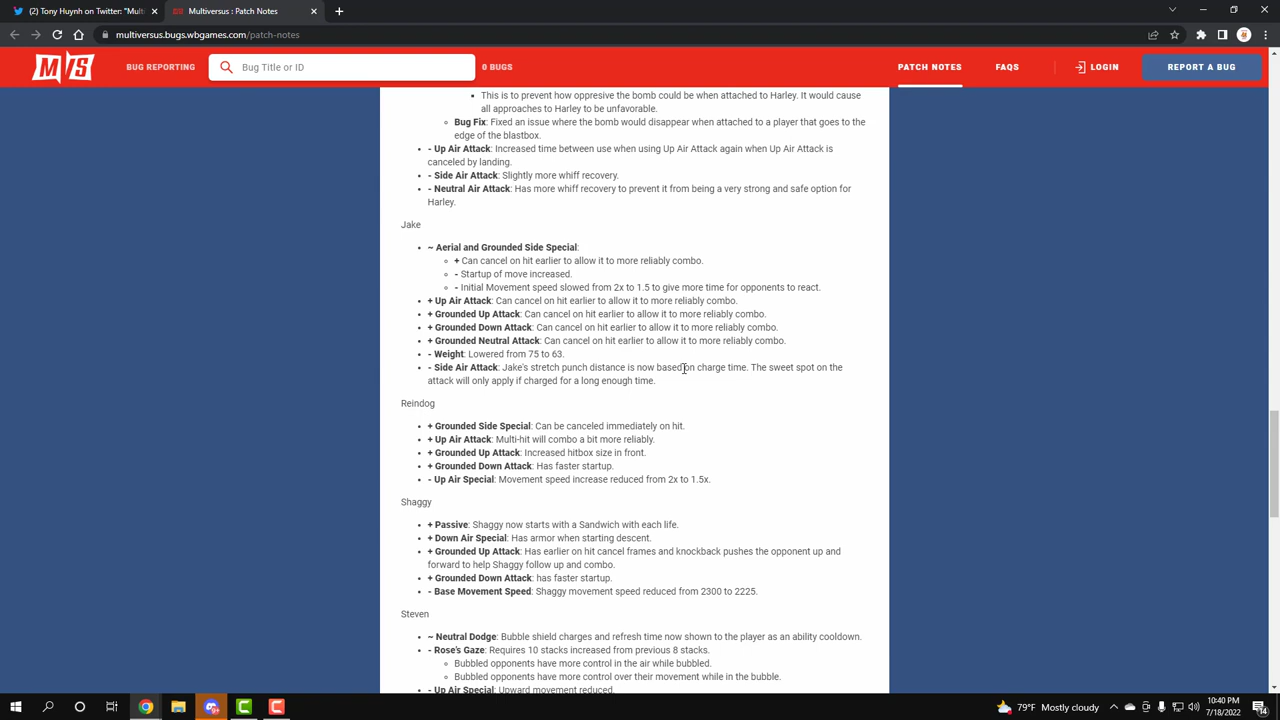 (2) Tony Huynh on Twitter: "M
MultiVersus : Patch Notes
multiversus.bugs.wbgames.com/patch-notes
M/S
BUG REPORTING
Bug Title or ID
0 BUGS
PATCH NOTES
FAQS
LOGIN
REPORT A BUG
This is to prevent how oppresive the bomb could be when attached to Harley. It would cause
all approaches to Harley to be unfavorable.
Bug Fix: Fixed an issue where the bomb would disappear when attached to a player that goes to the
edge of the blastbox.
- Up Air Attack: Increased time between use when using Up Air Attack again when Up Air Attack is
canceled by landing.
- Side Air Attack: Slightly more whiff recovery.
- Neutral Air Attack: Has more whiff recovery to prevent it from being a very strong and safe option for
Harley.
Jake
~ Aerial and Grounded Side Special:
+ Can cancel on hit earlier to allow it to more reliably combo.
- Startup of move increased.
- Initial Movement speed slowed from 2x to 1.5 to give more time for opponents to react.
+ Up Air Attack: Can cancel on hit earlier to allow it to more reliably combo.
+ Grounded Up Attack: Can cancel on hit earlier to allow it to more reliably combo.
+ Grounded Down Attack: Can cancel on hit earlier to allow it to more reliably combo.
+ Grounded Neutral Attack: Can cancel on hit earlier to allow it to more reliably combo.
- Weight: Lowered from 75 to 63.
- Side Air Attack: Jake's stretch punch distance is now based on charge time. The sweet spot on the
attack will only apply if charged for a long enough time.
Reindog
+ Grounded Side Special: Can be canceled immediately on hit.
+ Up Air Attack: Multi-hit will combo a bit more reliably.
+ Grounded Up Attack: Increased hitbox size in front.
+ Grounded Down Attack: Has faster startup.
- Up Air Special: Movement speed increase reduced from 2x to 1.5x.
Shaggy
+ Passive: Shaggy now starts with a Sandwich with each life.
+ Down Air Special: Has armor when starting descent.
+ Grounded Up Attack: Has earlier on hit cancel frames and knockback pushes the opponent up and
forward to help Shaggy follow up and combo.
+ Grounded Down Attack: has faster startup.
- Base Movement Speed: Shaggy movement speed reduced from 2300 to 2225.
Steven
~ Neutral Dodge: Bubble shield charges and refresh time now shown to the player as an ability cooldown.
- Rose's Gaze: Requires 10 stacks increased from previous 8 stacks.
Bubbled opponents have more control in the air while bubbled.
Bubbled opponents have more control over their movement while in the bubble.
- Up Air Special: Upward movement reduced.
79°F Mostly cloudy
10:40 PM
7/18/2022